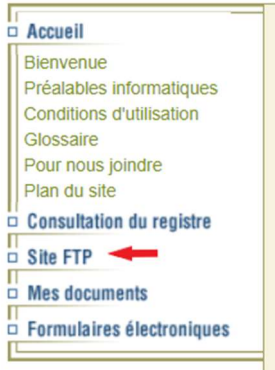 Accueil
Bienvenue
Préalables informatiques
Conditions d'utilisation
Glossaire
Pour nous joindre
Plan du site
Consultation du registre
Site FTP
Mes documents
Formulaires électroniques